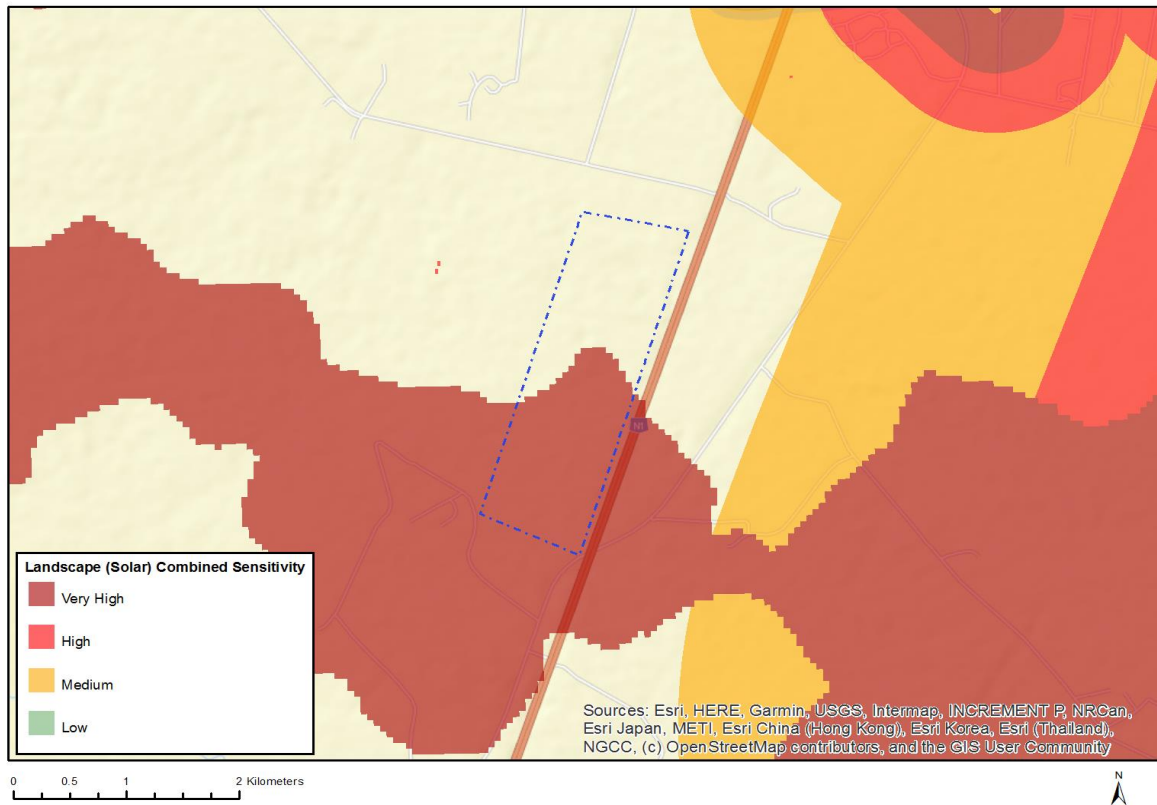 N1
Landscape (Solar) Combined Sensitivity
Very High
High
Medium
Low
Sources: Esri, HERE, Garmin, USGS, Intermap, INCREMENT P, NRCan,
Esri Japan, METI, Esri China (Hong Kong), Esri Korea, Esri (Thailand),
NGCC, (c) OpenStreetMap contributors, and the GIS User Community
0 0.5 1 2 Kilometers
N